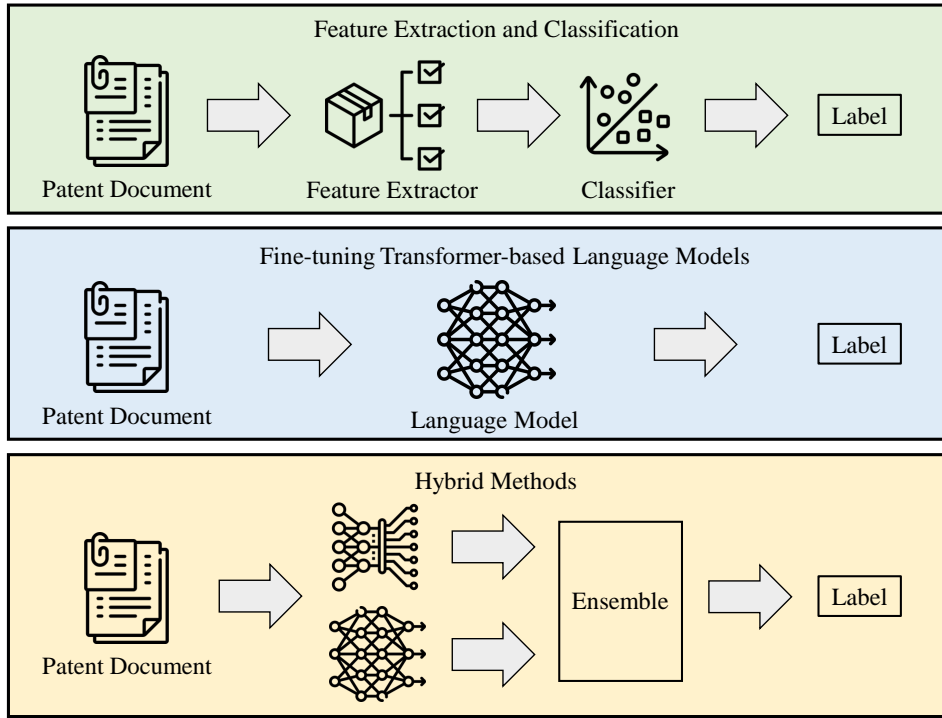 Feature Extraction and Classification
Patent Document
Feature Extractor
Classifier
Label
Fine-tuning Transformer-based Language Models
Patent Document
Language Model
Label
Hybrid Methods
Patent Document
Ensemble
Label